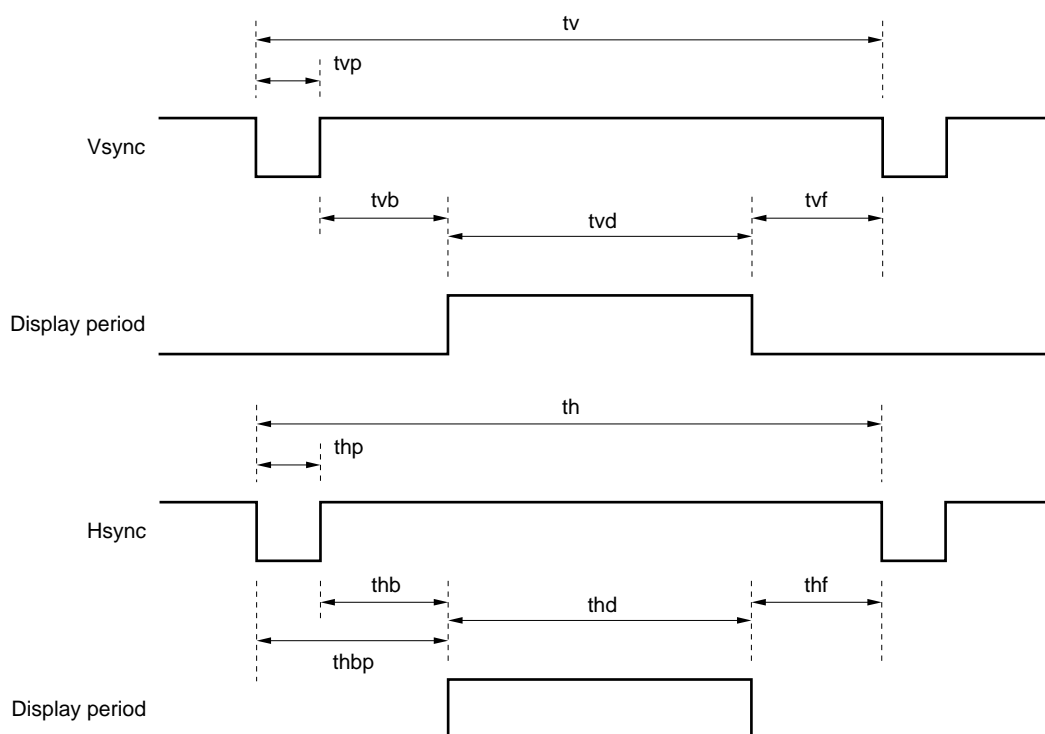 tv
tvp
Vsync
tvb
tvd
tvf
Display period
th
thp
Hsync
thb
thd
thf
thbp
Display period